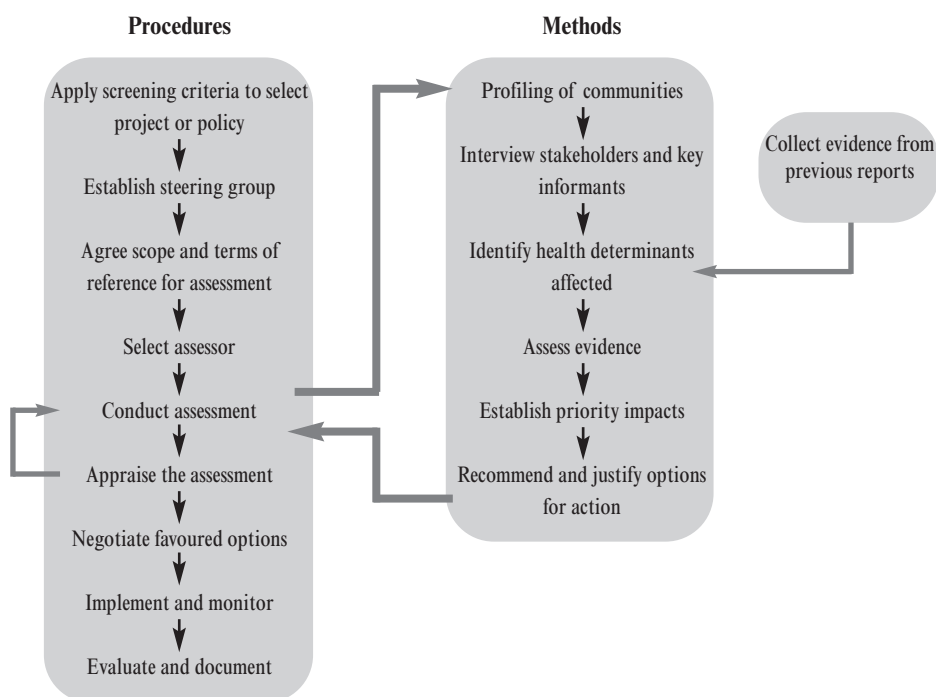 Procedures
Apply screening criteria to select
project or policy
Establish steering group
Agree scope and terms of
reference for assessment
Select assessor
Conduct assessment
Appraise the assessment
Negotiate favoured options
Implement and monitor
Evaluate and document
Methods
Profiling of communities
Interview stakeholders and key
informants
Identify health determinants
affected
Assess evidence
Establish priority impacts
Recommend and justify options
for action
Collect evidence from
previous reports